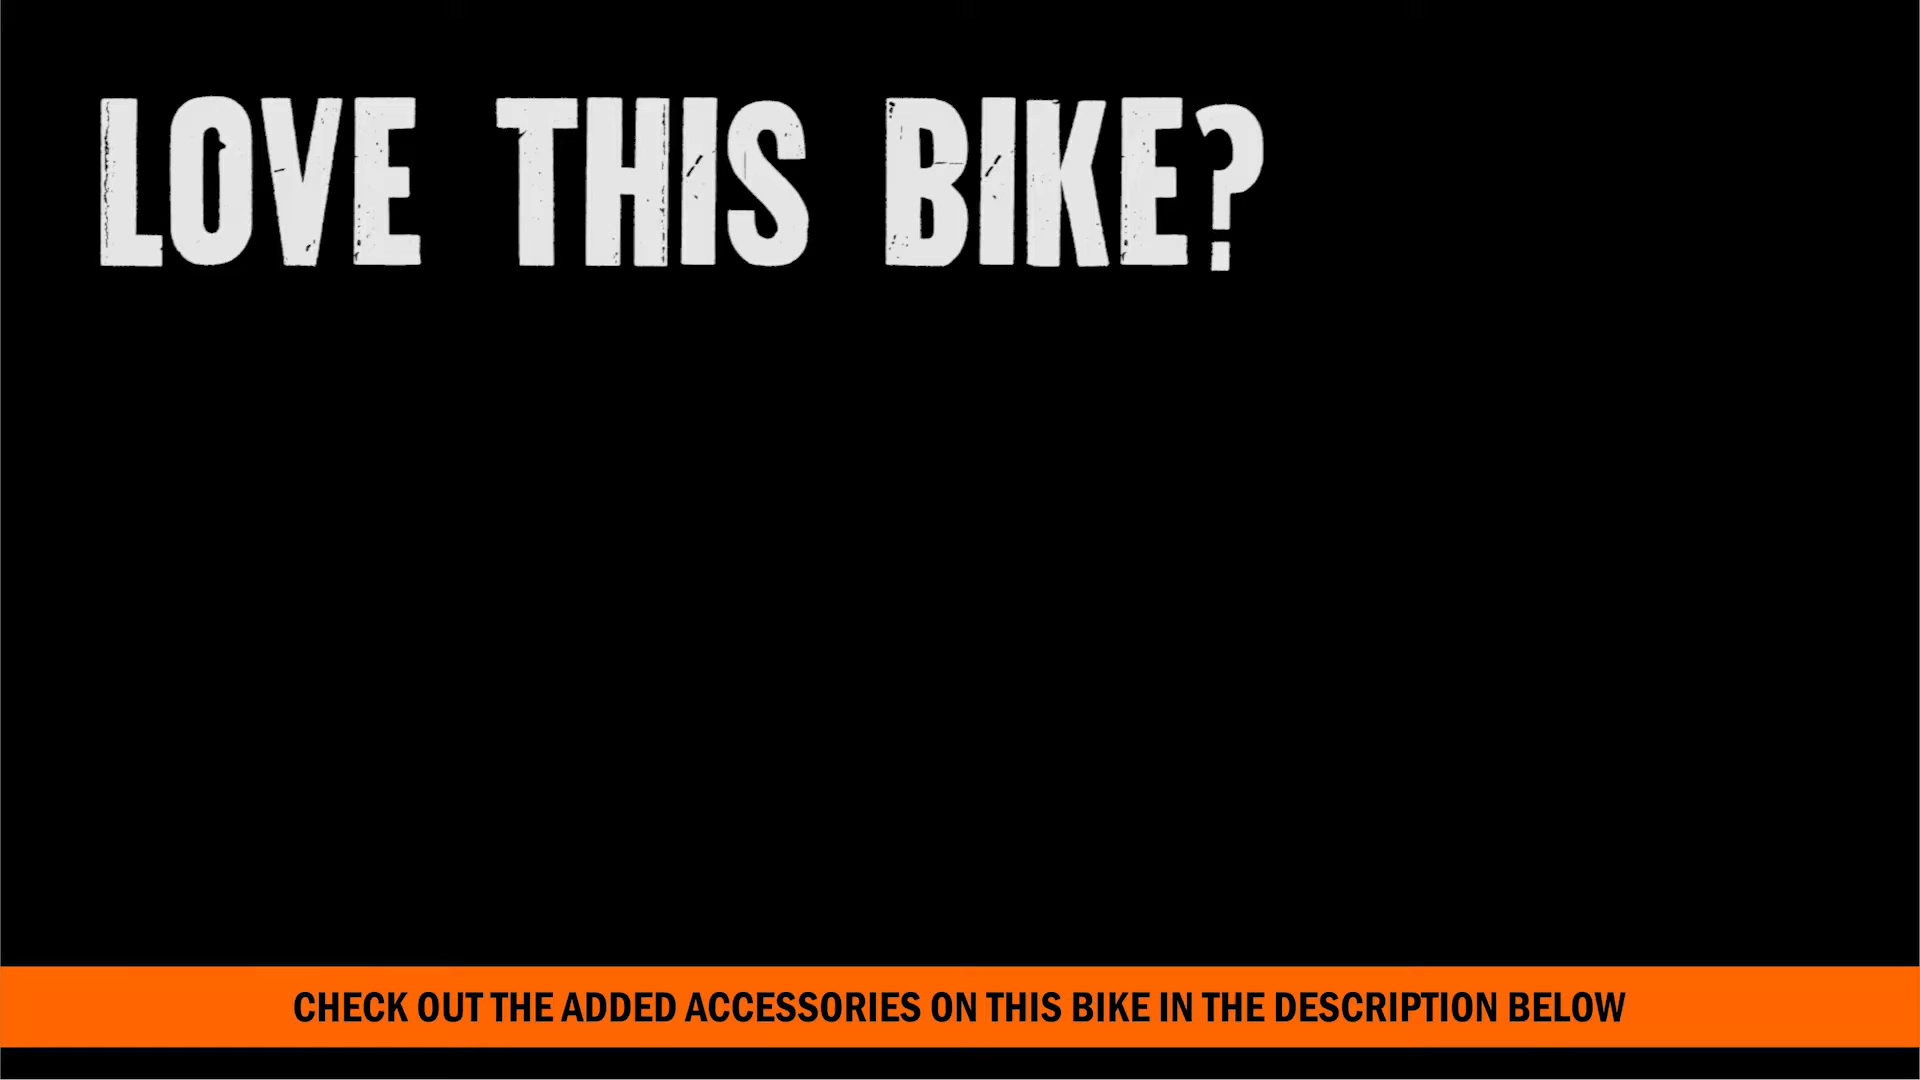 LOVE THIS BIKE?
CHECK OUT THE ADDED ACCESSORIES ON THIS BIKE IN THE DESCRIPTION BELOW